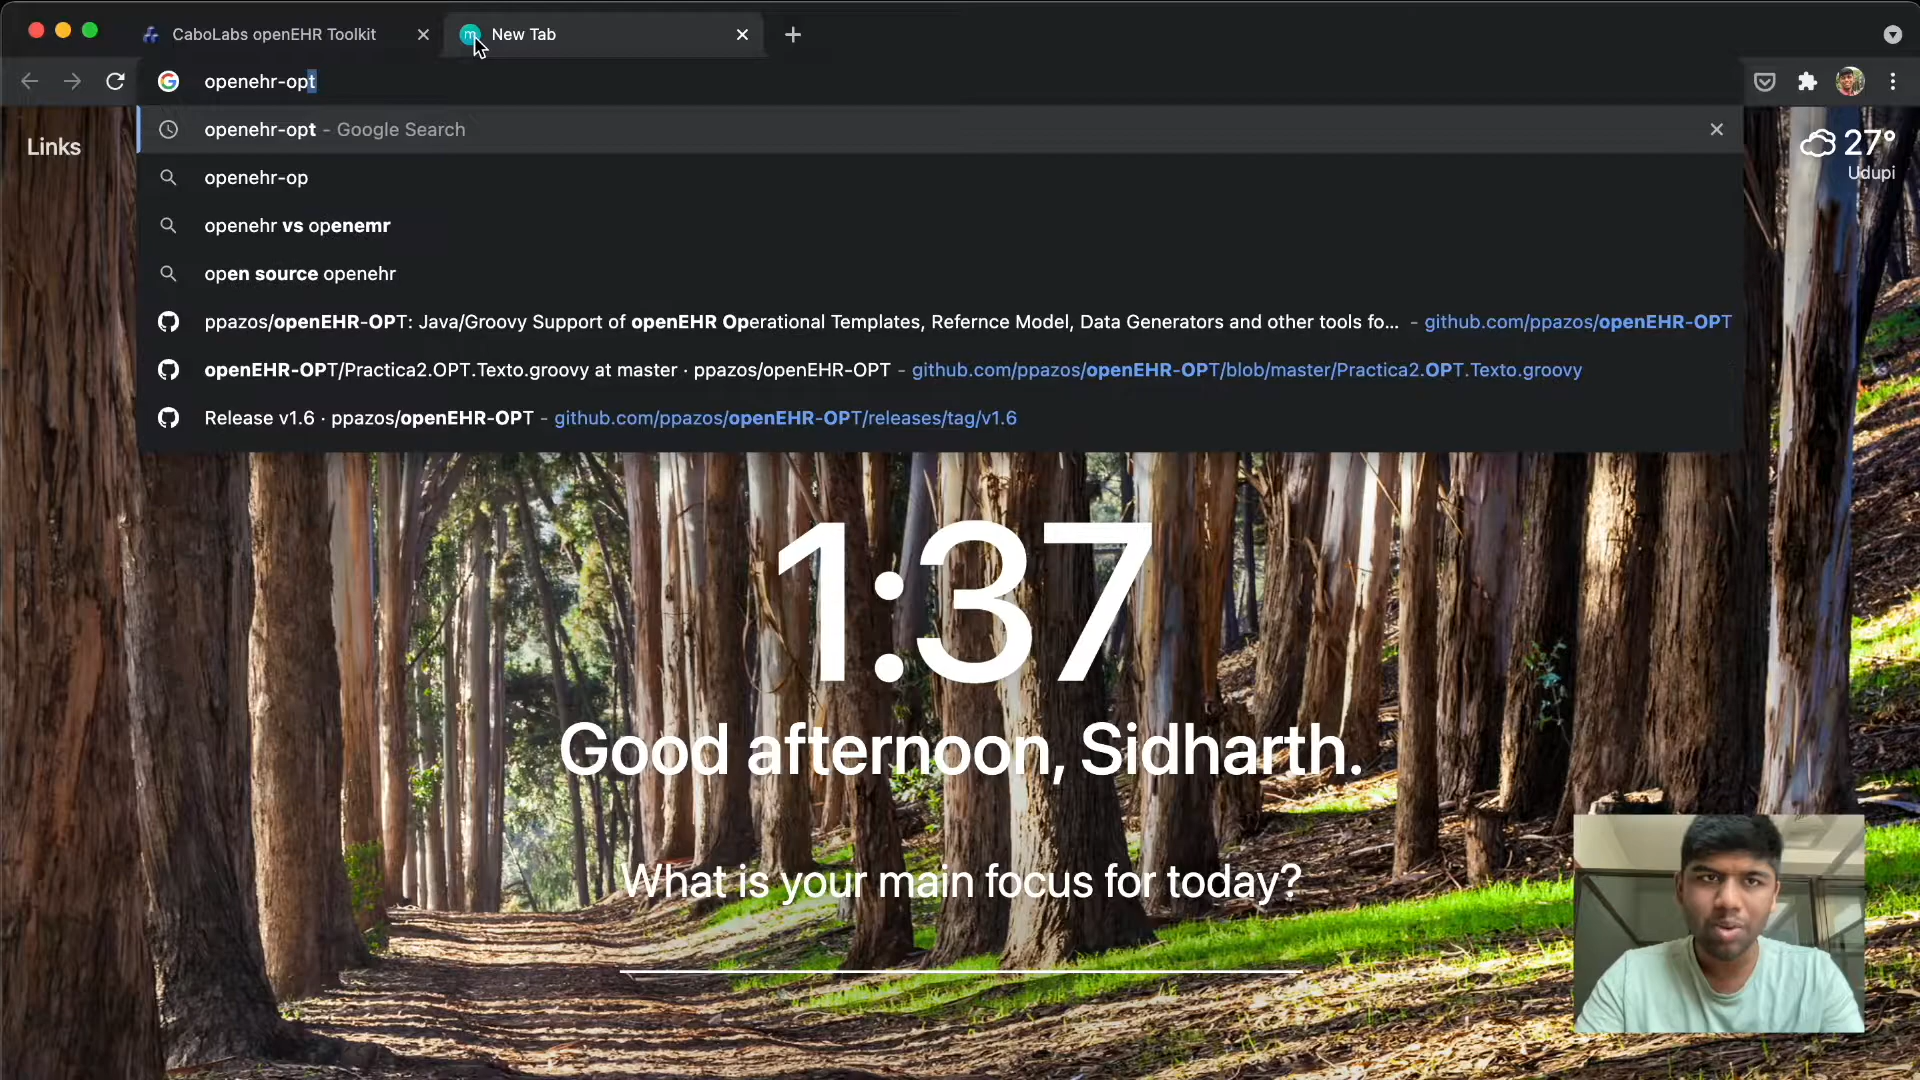 CaboLabs openEHR Toolkit
New Tab
openehr-opt
openehr-opt - Google Search
openehr-op
openehr vs openemr
open source openehr
ppazos/openEHR-OPT: Java/Groovy Support of openEHR Operational Templates, Refernce Model, Data Generators and other tools fo... - github.com/ppazos/openEHR-OPT
openEHR-OPT/Practica2.OPT.Texto.groovy at master · ppazos/openEHR-OPT - github.com/ppazos/openEHR-OPT/blob/master/Practica2.OPT.Texto.groovy
Release v1.6 · ppazos/openEHR-OPT - github.com/ppazos/openEHR-OPT/releases/tag/v1.6
Links
27°
Udupi
1:37
Good afternoon, Sidharth.
What is your main focus for today?